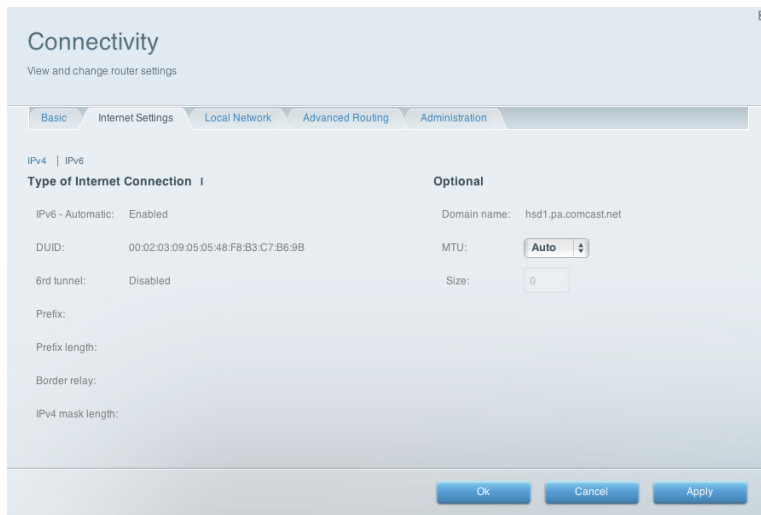 Connectivity
View and change router settings
Basic
Internet Settings
Local Network
Advanced Routing
Administration
IPv4 | IPv6
Type of Internet Connection |
IPv6 - Automatic: Enabled
DUID: 00:02:03:09:05:05:48:F8:B3:C7:B6:9B
6rd tunnel: Disabled
Prefix:
Prefix length:
Border relay:
IPv4 mask length:
Optional
Domain name: hsd1.pa.comcast.net
MTU: Auto
Size: 0
Ok
Cancel
Apply